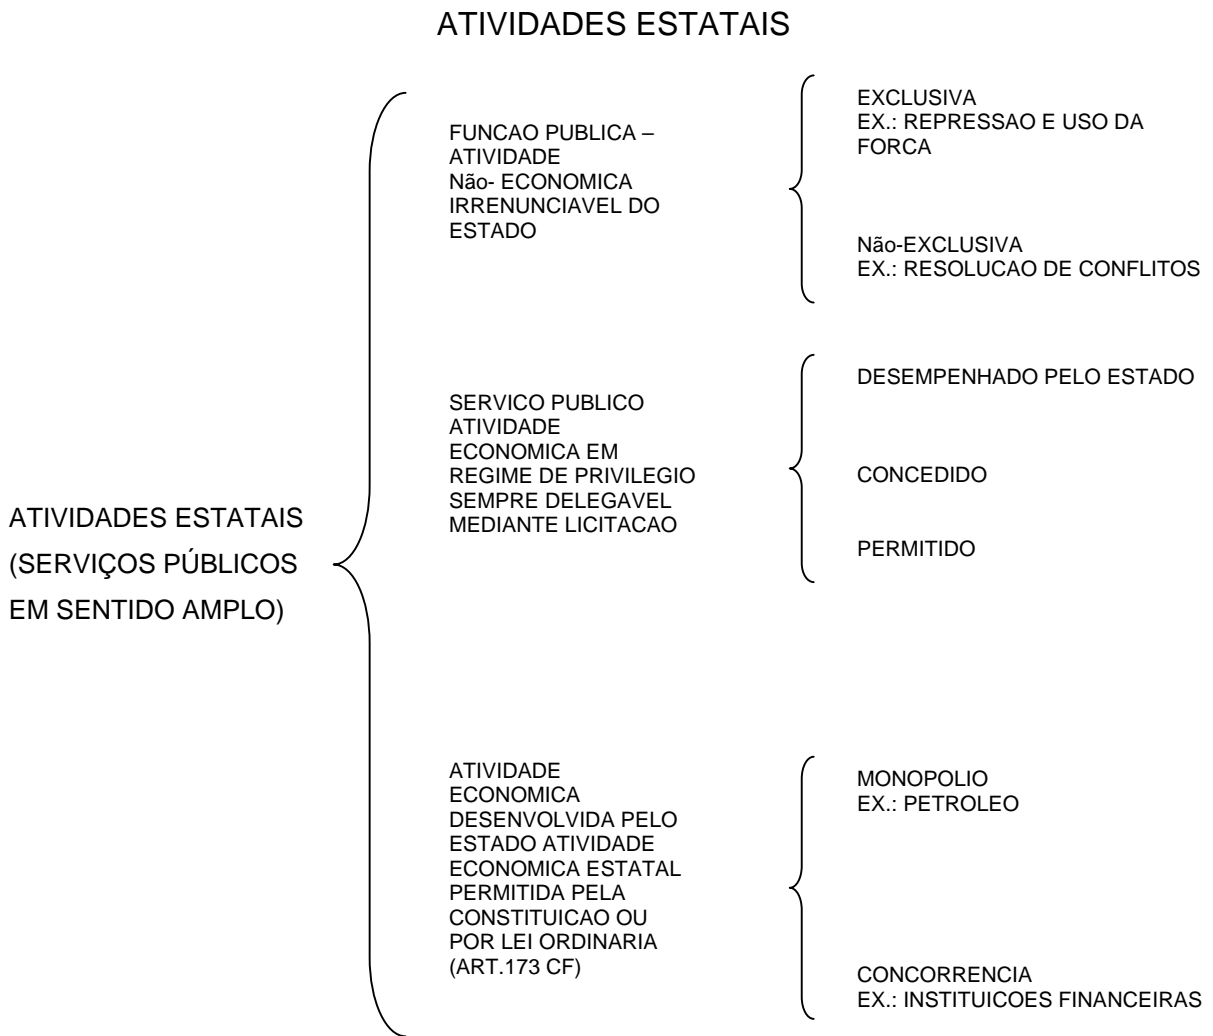 ATIVIDADES ESTATAIS
ATIVIDADES ESTATAIS
(SERVIÇOS PÚBLICOS
EM SENTIDO AMPLO)
FUNCAO PUBLICA –
ATIVIDADE
Não- ECONOMICA
IRRENUNCIAVEL DO
ESTADO
EXCLUSIVA
EX.: REPRESSAO E USO DA
FORCA
Não-EXCLUSIVA
EX.: RESOLUCAO DE CONFLITOS
SERVICO PUBLICO
ATIVIDADE
ECONOMICA EM
REGIME DE PRIVILEGIO
SEMPRE DELEGAVEL
MEDIANTE LICITACAO
DESEMPENHADO PELO ESTADO
CONCEDIDO
PERMITIDO
ATIVIDADE
ECONOMICA
DESENVOLVIDA PELO
ESTADO ATIVIDADE
ECONOMICA ESTATAL
PERMITIDA PELA
CONSTITUICAO OU
POR LEI ORDINARIA
(ART.173 CF)
MONOPOLIO
EX.: PETROLEO
CONCORRENCIA
EX.: INSTITUICOES FINANCEIRAS